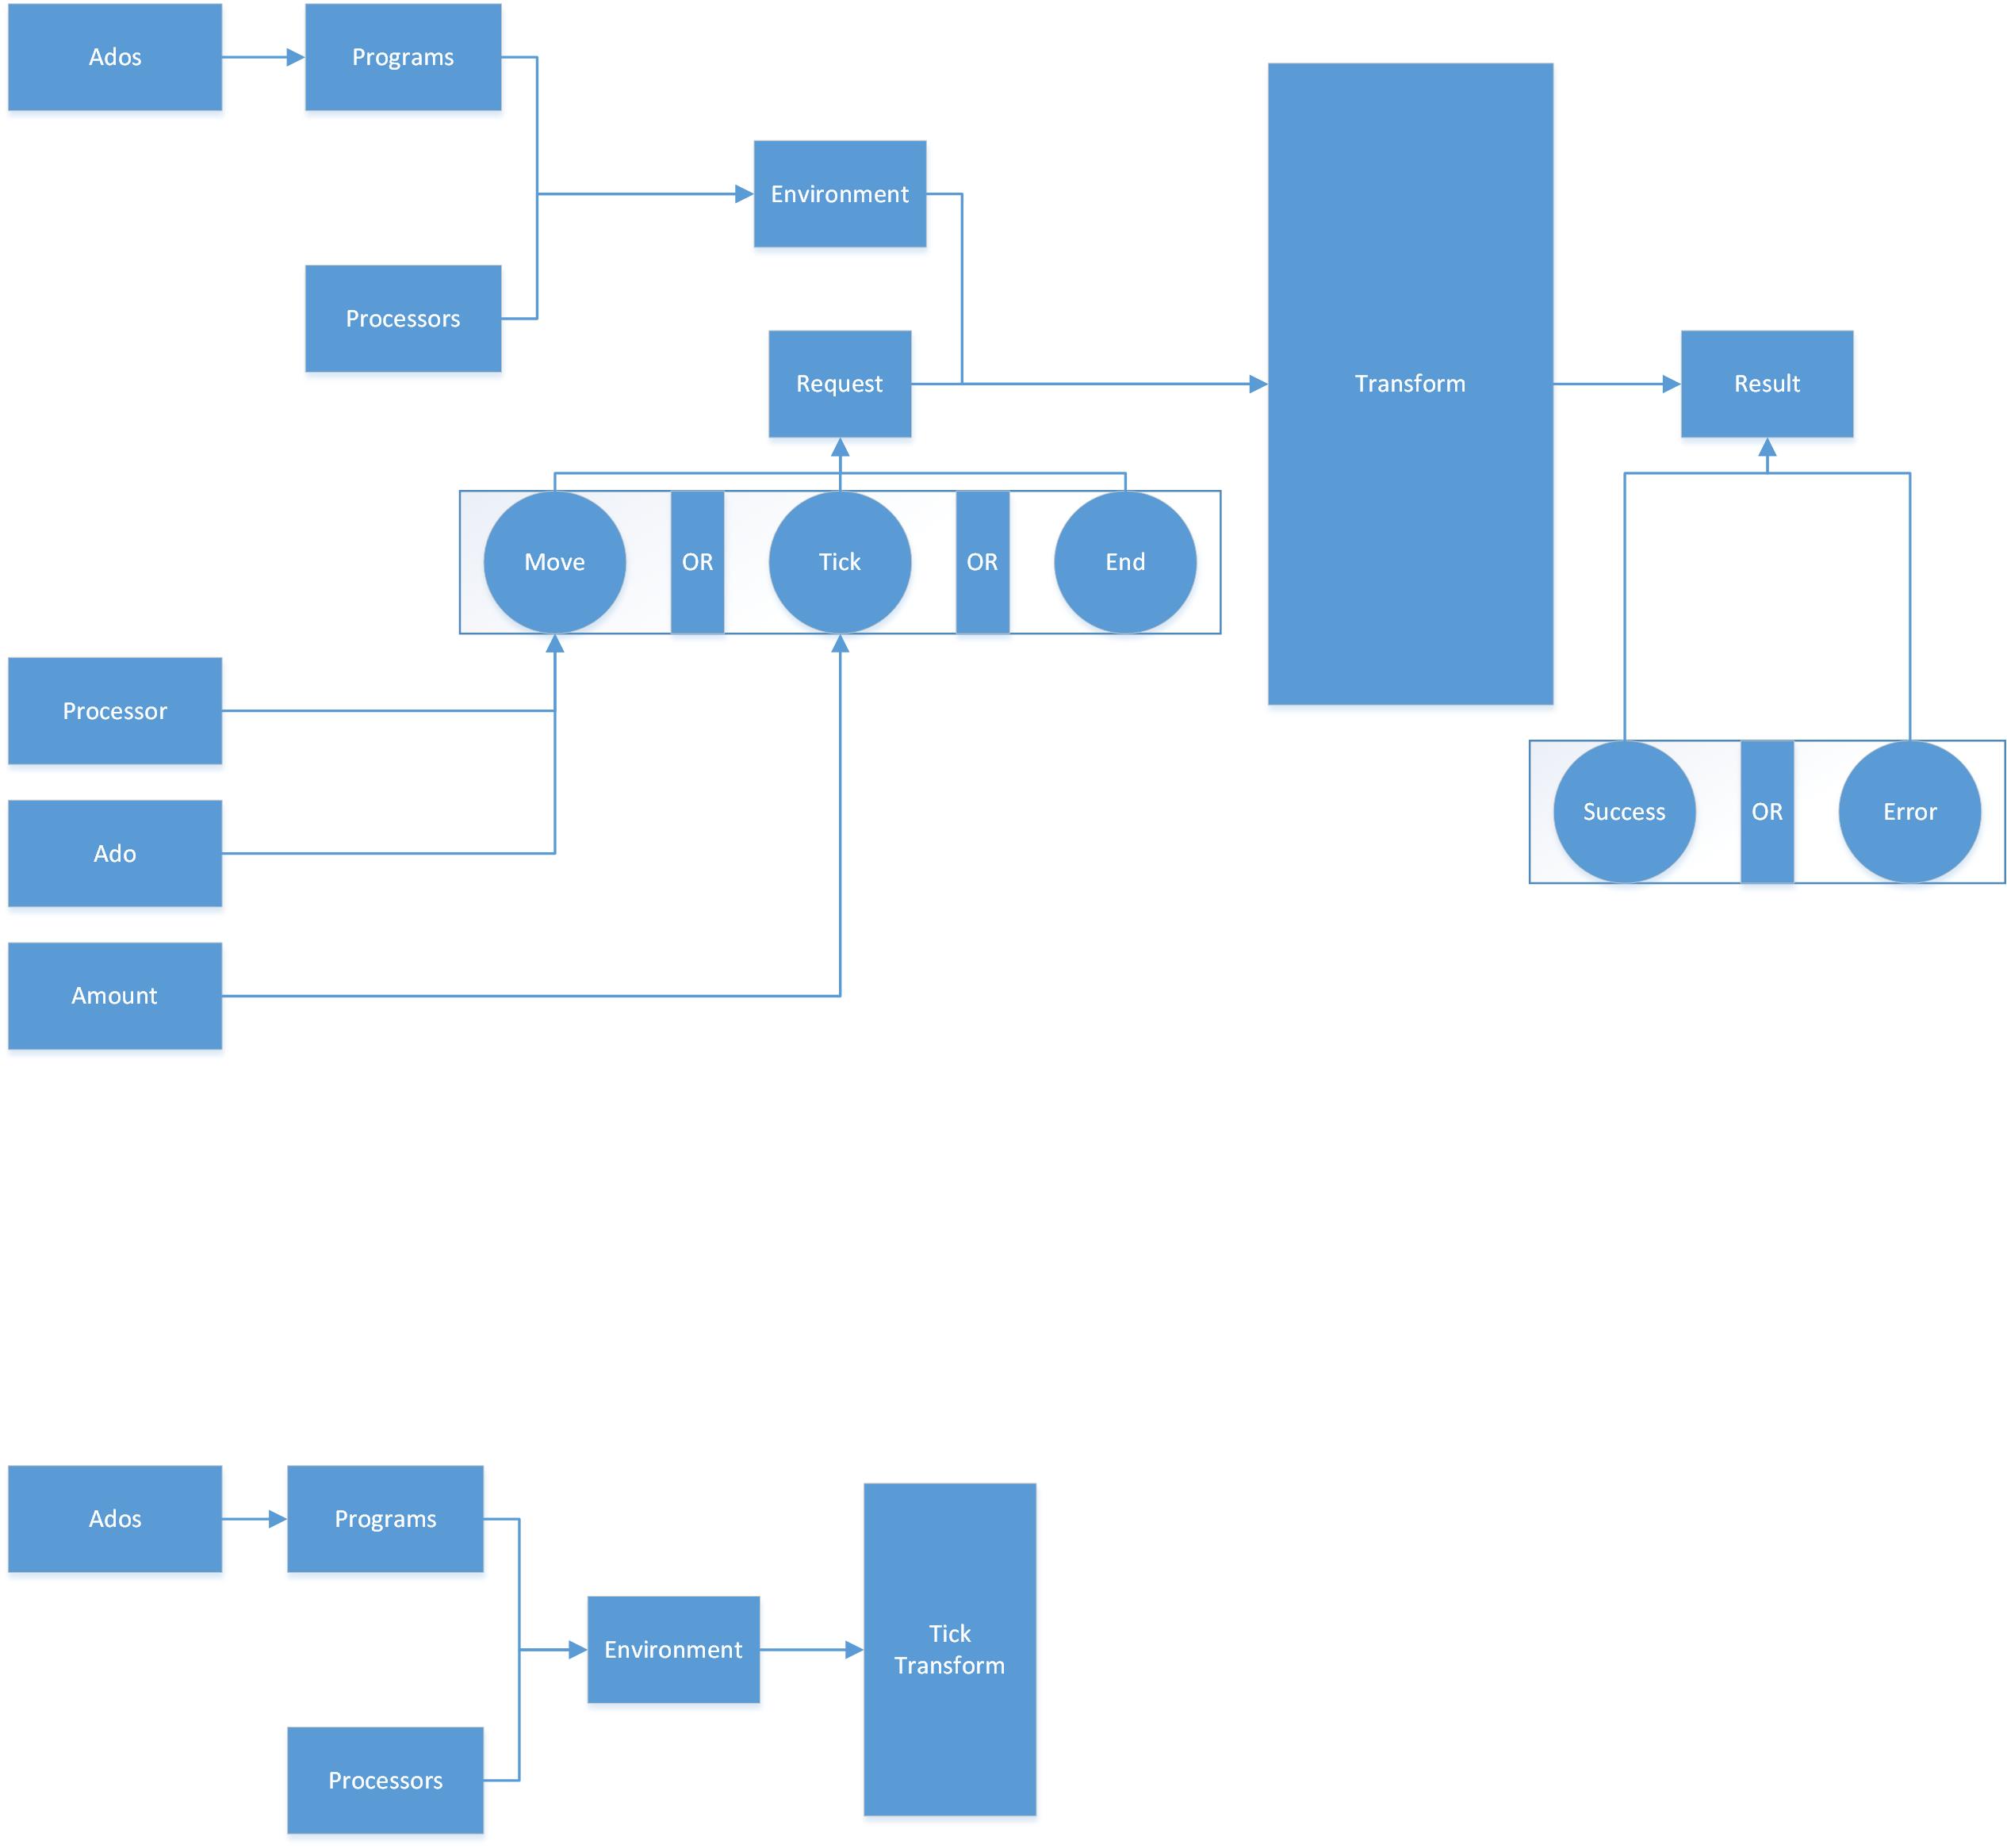 Ados
Programs
Environment
Processors
Request
Transform
Result
Move
OR
Tick
OR
End
Processor
Success
OR
Error
Ado
Amount
Ados
Programs
Environment
Tick
Transform
Processors